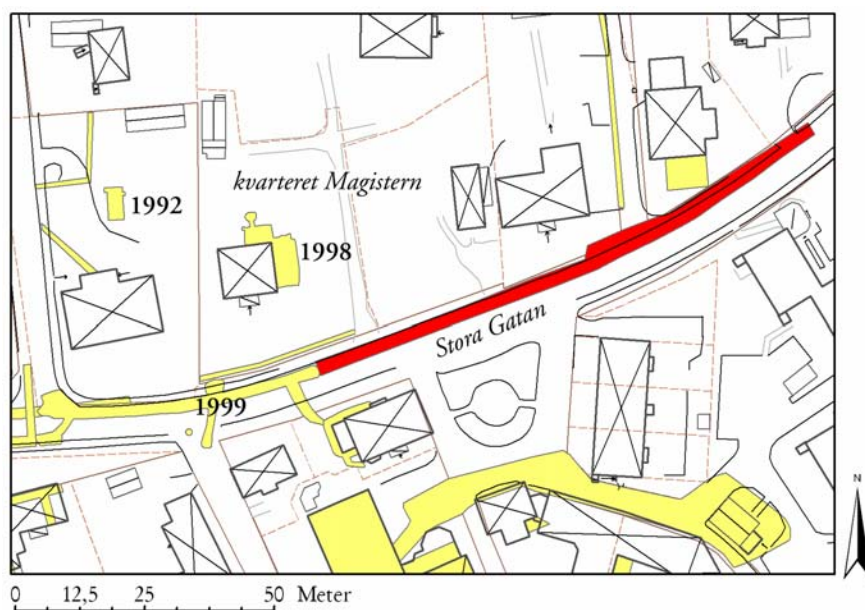 kvarteret Magistern
1992
1998
Stora Gatan
1999
N
0 12,5 25 50 Meter